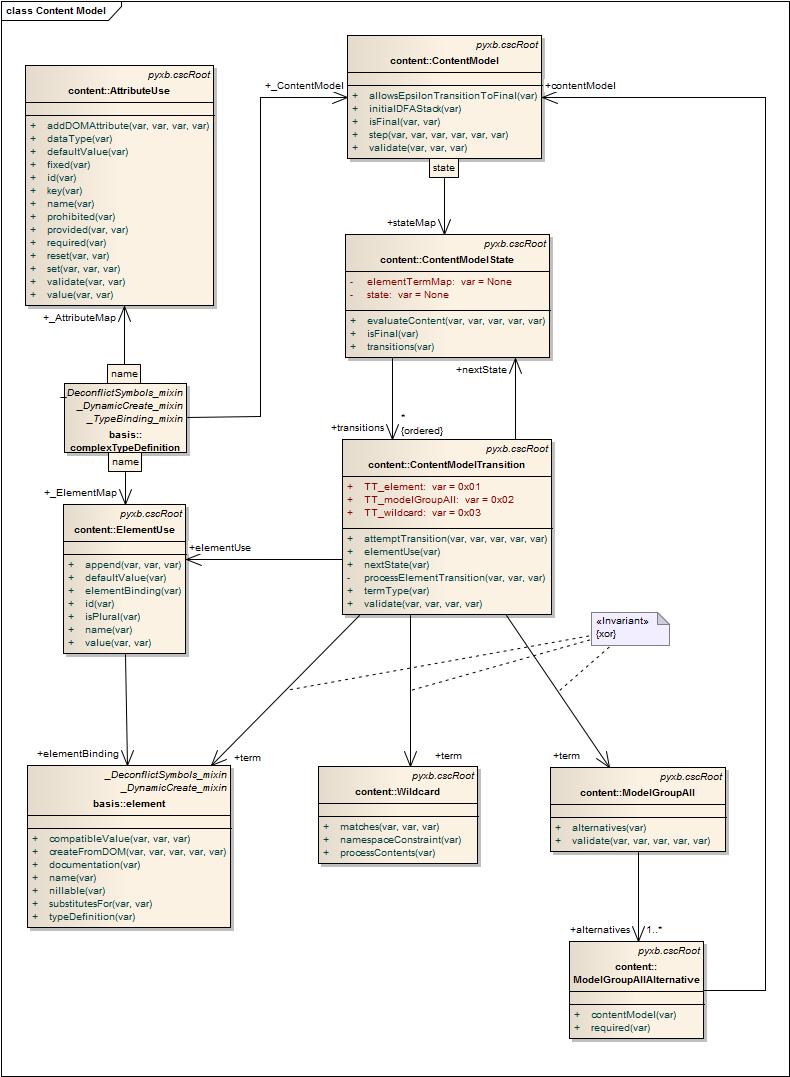 class Content Model
pyxb.cscRoot
content::AttributeUse
+ addDOMAttribute(var, var, var, var)
+ dataType(var)
+ defaultValue(var)
+ fixed(var)
+ id(var)
+ key(var)
+ name(var)
+ prohibited(var)
+ provided(var, var)
+ required(var)
+ reset(var, var)
+ set(var, var, var)
+ validate(var, var)
+ value(var, var)
+_ContentModel
pyxb.cscRoot
content::ContentModel
+ allowsEpsilonTransitionToFinal(var)
+ initialDFAStack(var)
+ isFinal(var, var)
+ step(var, var, var, var, var)
+ validate(var, var, var)
+contentModel
state
+stateMap
pyxb.cscRoot
content::ContentModelState
- elementTermMap: var = None
- state: var = None
+ evaluateContent(var, var, var, var, var)
+ isFinal(var)
+ transitions(var)
+_AttributeMap
name
_DeconflictSymbols_mixin
_DynamicCreate_mixin
_TypeBinding_mixin
basis::
complexTypeDefinition
name
+_ElementMap
+nextState
+transitions
*
{ordered}
pyxb.cscRoot
content::ContentModelTransition
+ TT_element: var = 0x01
+ TT_modelGroupAll: var = 0x02
+ TT_wildcard: var = 0x03
+ attemptTransition(var, var, var, var, var)
+ elementUse(var)
+ nextState(var)
- processElementTransition(var, var, var)
+ termType(var)
+ validate(var, var, var, var)
pyxb.cscRoot
content::ElementUse
+ append(var, var, var)
+ defaultValue(var)
+ elementBinding(var)
+ id(var)
+ isPlural(var)
+ name(var)
+ value(var, var)
+elementUse
«Invariant»
{xor}
+elementBinding
+term
+term
+term
_DeconflictSymbols_mixin
_DynamicCreate_mixin
basis::element
+ compatibleValue(var, var, var)
+ createFromDOM(var, var, var, var, var)
+ documentation(var)
+ name(var)
+ nillable(var)
+ substitutesFor(var, var)
+ typeDefinition(var)
pyxb.cscRoot
content::Wildcard
+ matches(var, var, var)
+ namespaceConstraint(var)
+ processContents(var)
pyxb.cscRoot
content::ModelGroupAll
+ alternatives(var)
+ validate(var, var, var, var)
+alternatives
1..*
pyxb.cscRoot
content::
ModelGroupAllAlternative
+ contentModel(var)
+ required(var)